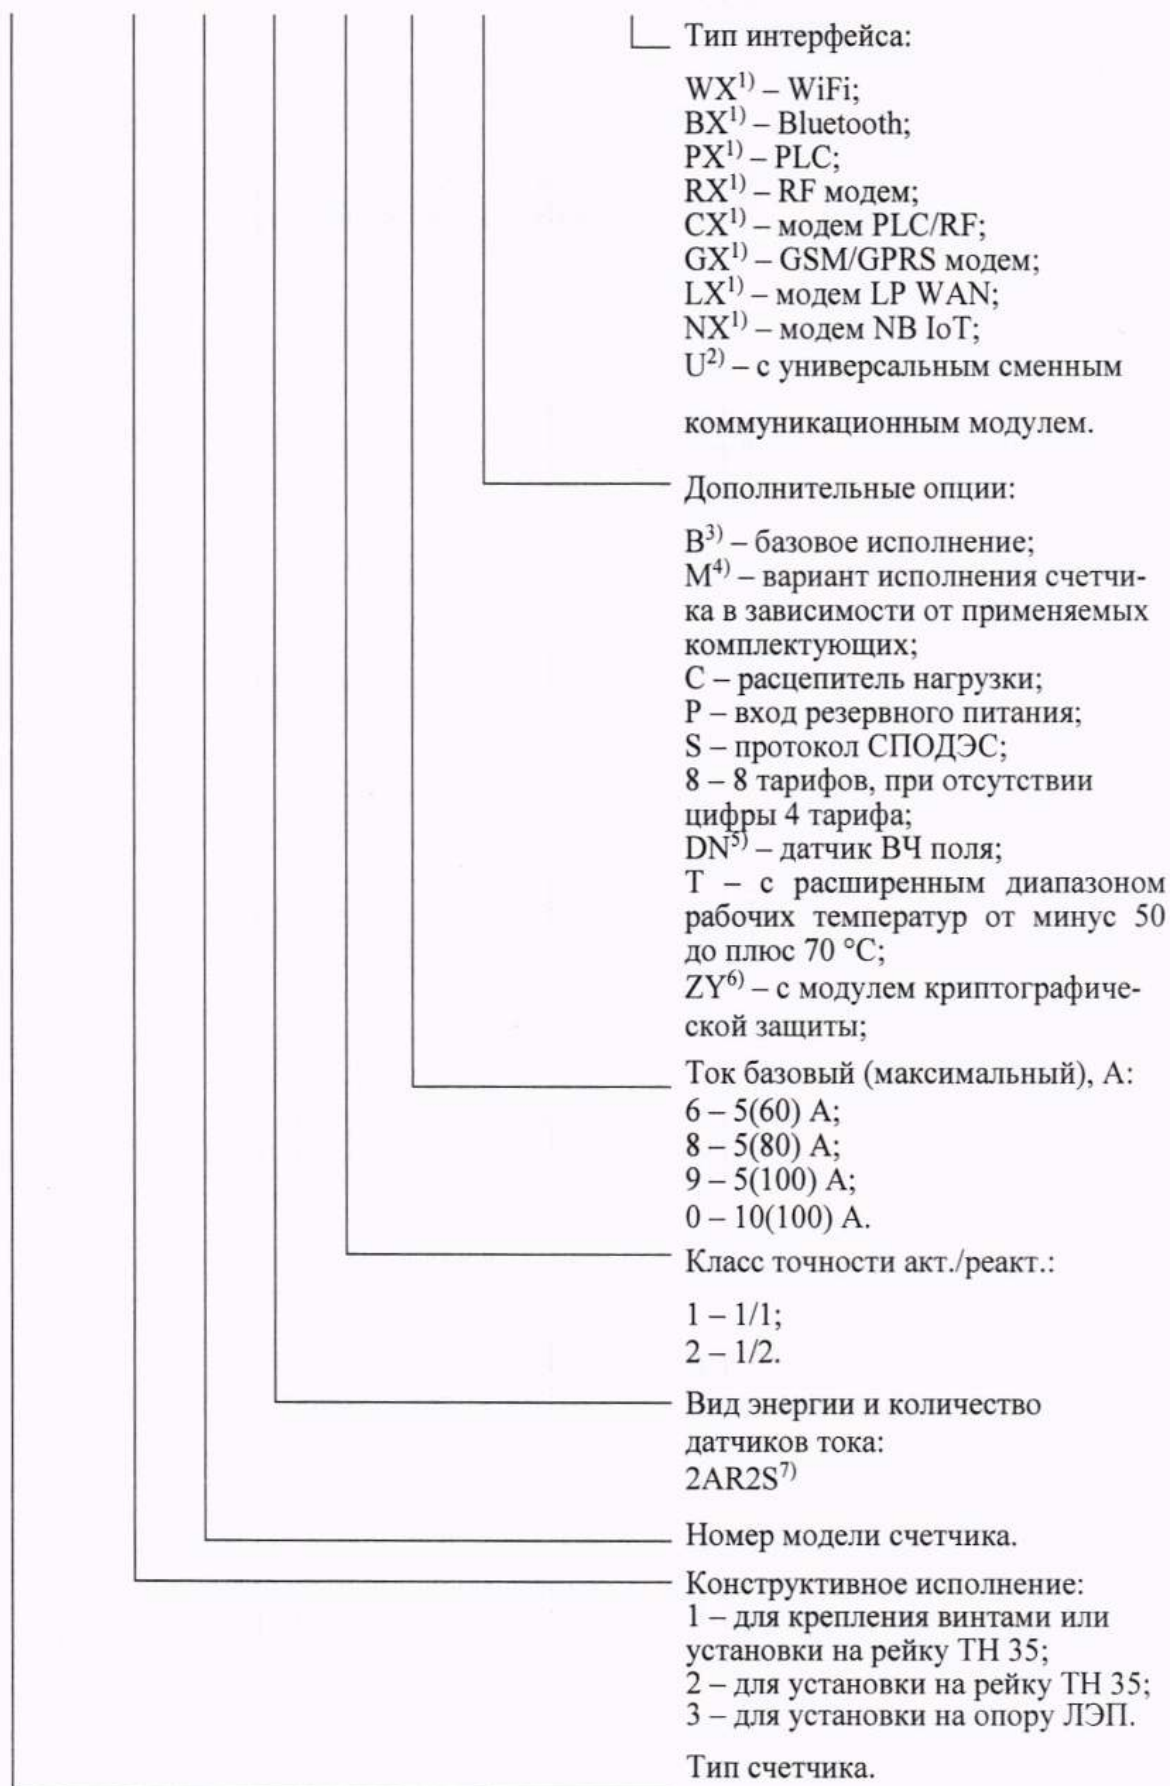 Тип интерфейса:
WX¹⁾ – WiFi;
BX¹⁾ – Bluetooth;
PX¹⁾ – PLC;
RX¹⁾ – RF модем;
CX¹⁾ – модем PLC/RF;
GX¹⁾ – GSM/GPRS модем;
LX¹⁾ – модем LP WAN;
NX¹⁾ – модем NB IoT;
U²⁾ – с универсальным сменным
коммуникационным модулем.
Дополнительные опции:
B³⁾ – базовое исполнение;
M⁴⁾ – вариант исполнения счетчи-
ка в зависимости от применяемых
комплектующих;
C – расцепитель нагрузки;
P – вход резервного питания;
S – протокол СПОДЭС;
8 – 8 тарифов, при отсутствии
цифры 4 тарифа;
DN⁵⁾ – датчик ВЧ поля;
T – с расширенным диапазоном
рабочих температур от минус 50
до плюс 70 °C;
ZY⁶⁾ – с модулем криптографиче-
ской защиты;
Ток базовый (максимальный), А:
6 – 5(60) А;
8 – 5(80) А;
9 – 5(100) А;
0 – 10(100) А.
Класс точности акт./реакт.:
1 – 1/1;
2 – 1/2.
Вид энергии и количество
датчиков тока:
2AR2S⁷⁾
Номер модели счетчика.
Конструктивное исполнение:
1 – для крепления винтами или
установки на рейку ТН 35;
2 – для установки на рейку ТН 35;
3 – для установки на опору ЛЭП.
Тип счетчика.